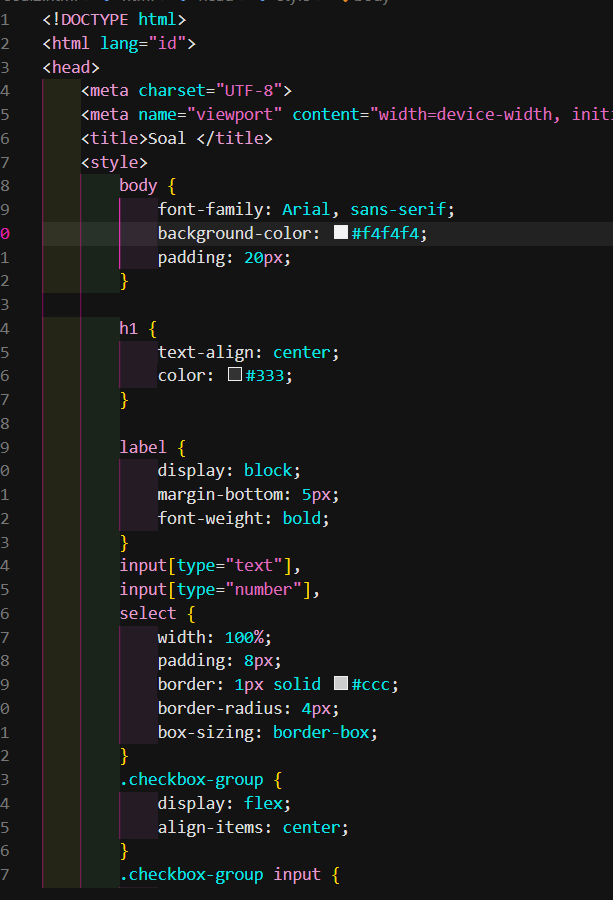 1 <!DOCTYPE html>
2 <html lang="id">
3 <head>
4     <meta charset="UTF-8">
5     <meta name="viewport" content="width=device-width, initi
6     <title>Soal </title>
7     <style>
8         body {
9             font-family: Arial, sans-serif;
0             background-color: #f4f4f4;
1             padding: 20px;
2         }
3
4         h1 {
5             text-align: center;
6             color: #333;
7         }
8
9         label {
0             display: block;
1             margin-bottom: 5px;
2             font-weight: bold;
3         }
4         input[type="text"],
5         input[type="number"],
6         select {
7             width: 100%;
8             padding: 8px;
9             border: 1px solid #ccc;
0             border-radius: 4px;
1             box-sizing: border-box;
2         }
3         .checkbox-group {
4             display: flex;
5             align-items: center;
6         }
7         .checkbox-group input {